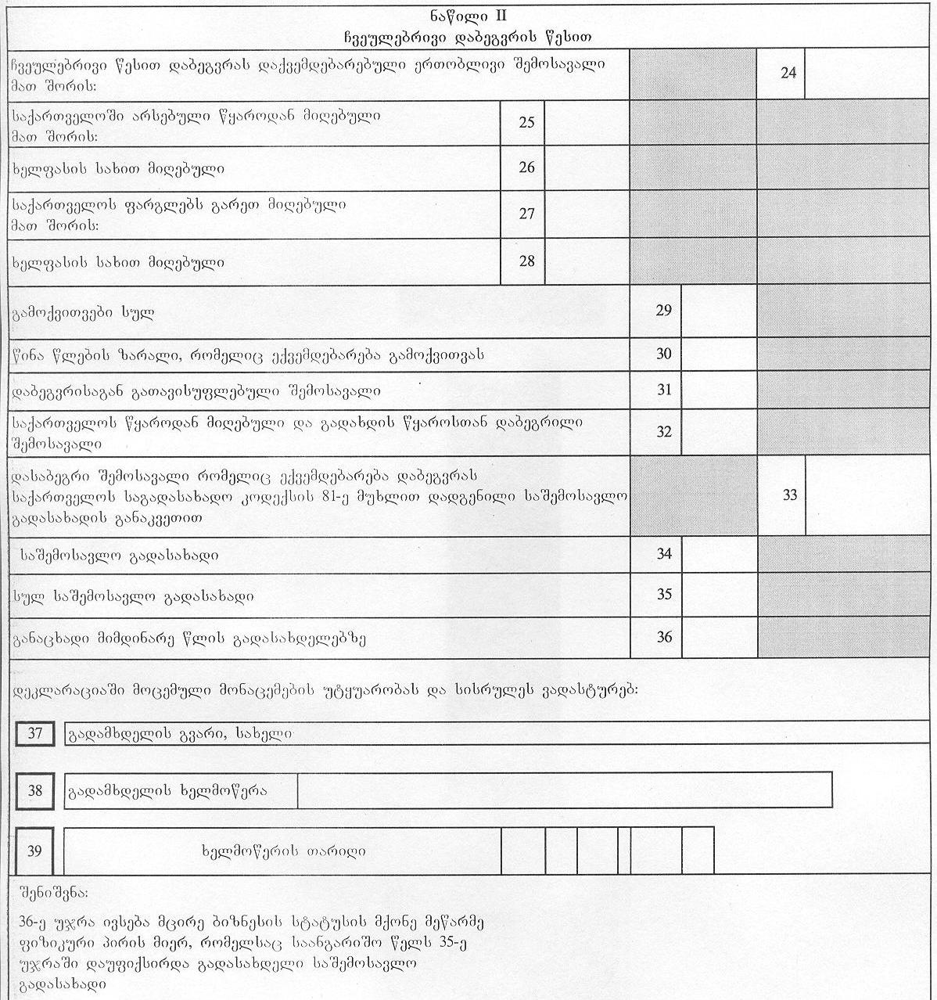 ნაწილი II
ჩვეულებრივი დაბეგვრის წესით
ჩვეულებრივი წესით დაბეგვრას დაქვემდებარებული ერთობლივი შემოსავალი
მათ შორის:
24
საქართველოში არსებული წყაროდან მიღებული
მათ შორის:
25
ხელფასის სახით მიღებული
26
საქართველოს ფარგლებს გარეთ მიღებული
მათ შორის:
27
ხელფასის სახით მიღებული
28
გამოქვითვები სულ
29
წინა წლების ზარალი, რომელიც ექვემდებარება გამოქვითვას
30
დაბეგვრისაგან გათავისუფლებული შემოსავალი
31
საქართველოს წყაროდან მიღებული და გადახდის წყაროსთან დაბეგრილი
შემოსავალი
32
დასაბეგრი შემოსავალი რომელიც ექვემდებარება დაბეგვრას
საქართველოს საგადასახადო კოდექსის 81-ე მუხლით დადგენილი საშემოსავლო
გადასახადის განაკვეთით
33
საშემოსავლო გადასახადი
34
სულ საშემოსავლო გადასახადი
35
განაცხადი მიმდინარე წლის გადასახდელებზე
36
დეკლარაციაში მოცემული მონაცემების უტყუარობას და სისრულეს ვადასტურებ:
37 გადამხდელის გვარი, სახელი
38 გადამხდელის ხელმოწერა
39 ხელმოწერის თარიღი
შენიშვნა:
36-ე უჯრა ივსება მცირე ბიზნესის სტატუსის მქონე მეწარმე
ფიზიკური პირის მიერ, რომელსაც საანგარიშო წელს 35-ე
უჯრაში დაუფიქსირდა გადასახდელი საშემოსავლო
გადასახადი